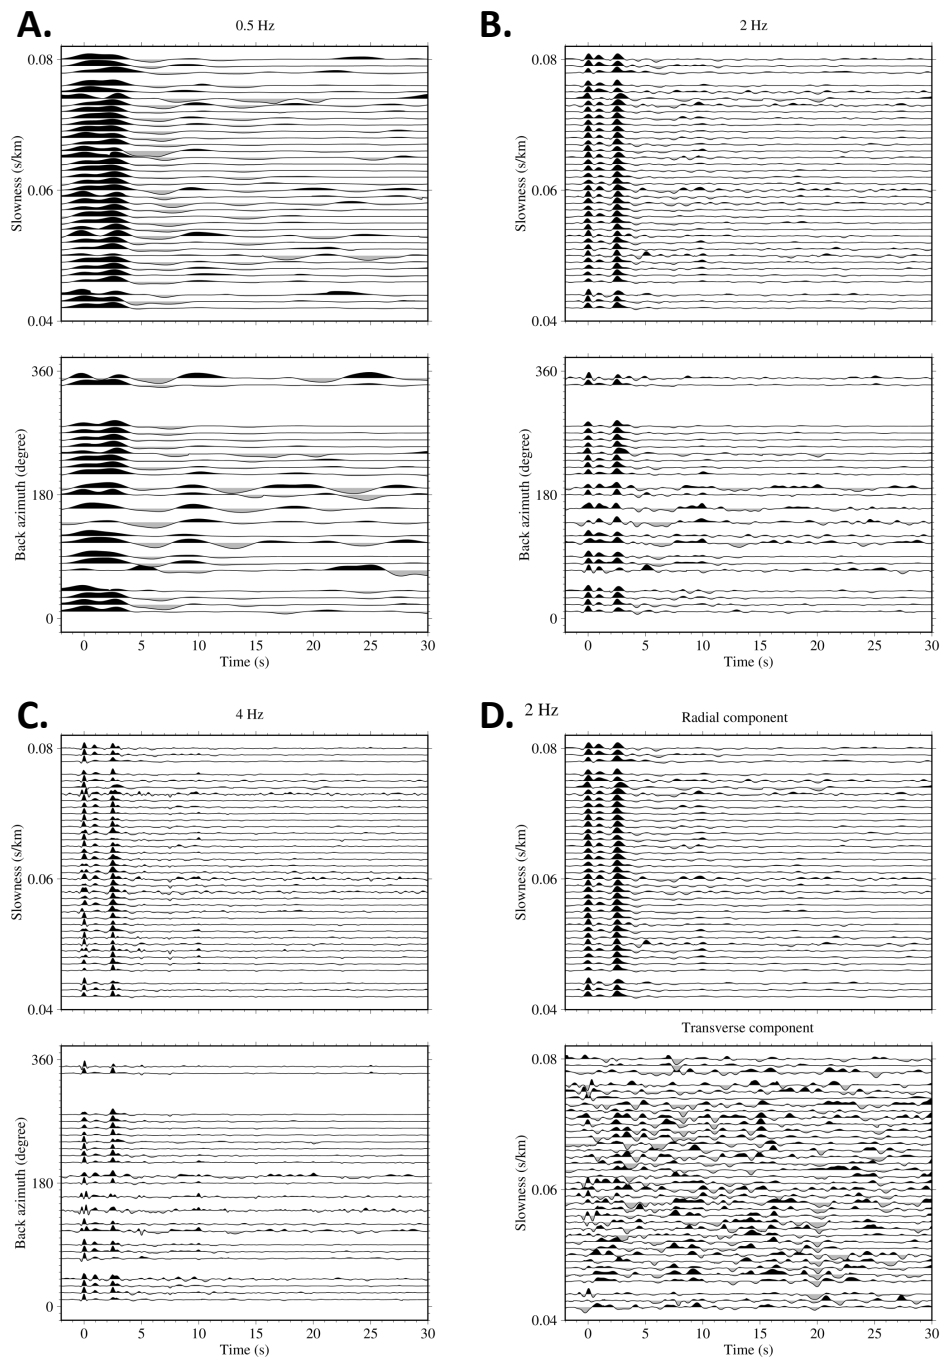 A.
0.5 Hz
0.08
0.06
0.04
Slowness (s/km)
360
180
0
Back azimuth (degree)
0 5 10 15 20 25 30
Time (s)
B.
2 Hz
0.08
0.06
0.04
Slowness (s/km)
360
180
0
Back azimuth (degree)
0 5 10 15 20 25 30
Time (s)
C.
4 Hz
0.08
0.06
0.04
Slowness (s/km)
360
180
0
Back azimuth (degree)
0 5 10 15 20 25 30
Time (s)
D.
2 Hz
Radial component
0.08
0.06
0.04
Slowness (s/km)
Transverse component
0.08
0.06
0.04
Slowness (s/km)
0 5 10 15 20 25 30
Time (s)